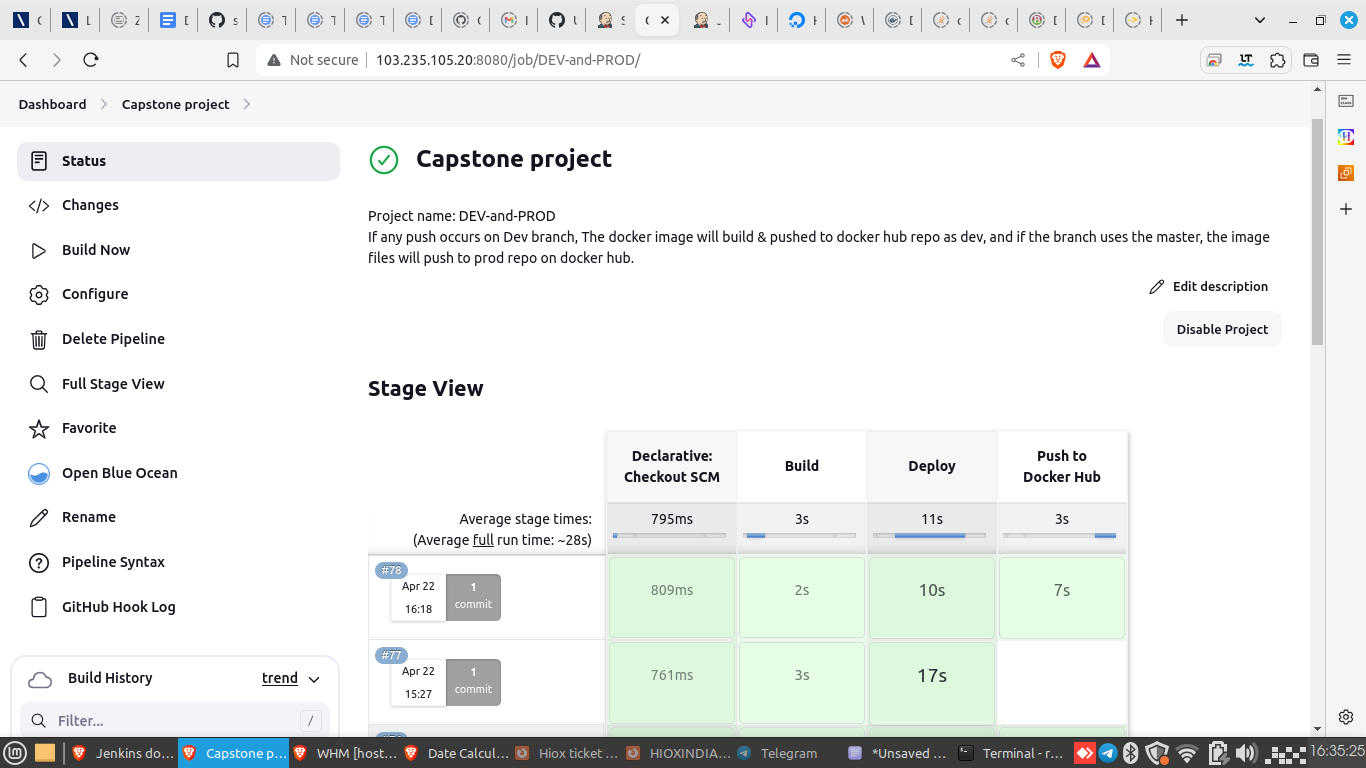 Not secure
103.235.105.20:8080/job/DEV-and-PROD/
Dashboard
Capstone project
Status
Changes
Build Now
Configure
Delete Pipeline
Full Stage View
Favorite
Open Blue Ocean
Rename
Pipeline Syntax
GitHub Hook Log
Build History
trend
Filter...
/
Capstone project
Project name: DEV-and-PROD
If any push occurs on Dev branch, The docker image will build & pushed to docker hub repo as dev, and if the branch uses the master, the image
files will push to prod repo on docker hub.
Edit description
Disable Project
Stage View
Declarative:
Checkout SCM
Build
Deploy
Push to
Docker Hub
Average stage times:
(Average full run time: ~28s)
795ms
3s
11s
3s
#78
Apr 22
16:18
1
commit
809ms
2s
10s
7s
#77
Apr 22
15:27
1
commit
761ms
3s
17s
Jenkins do...
Capstone p...
WHM [host...
Date Calcul...
Hiox ticket ...
HIOXINDIA...
Telegram
*Unsaved ...
Terminal - r...
16:35:25